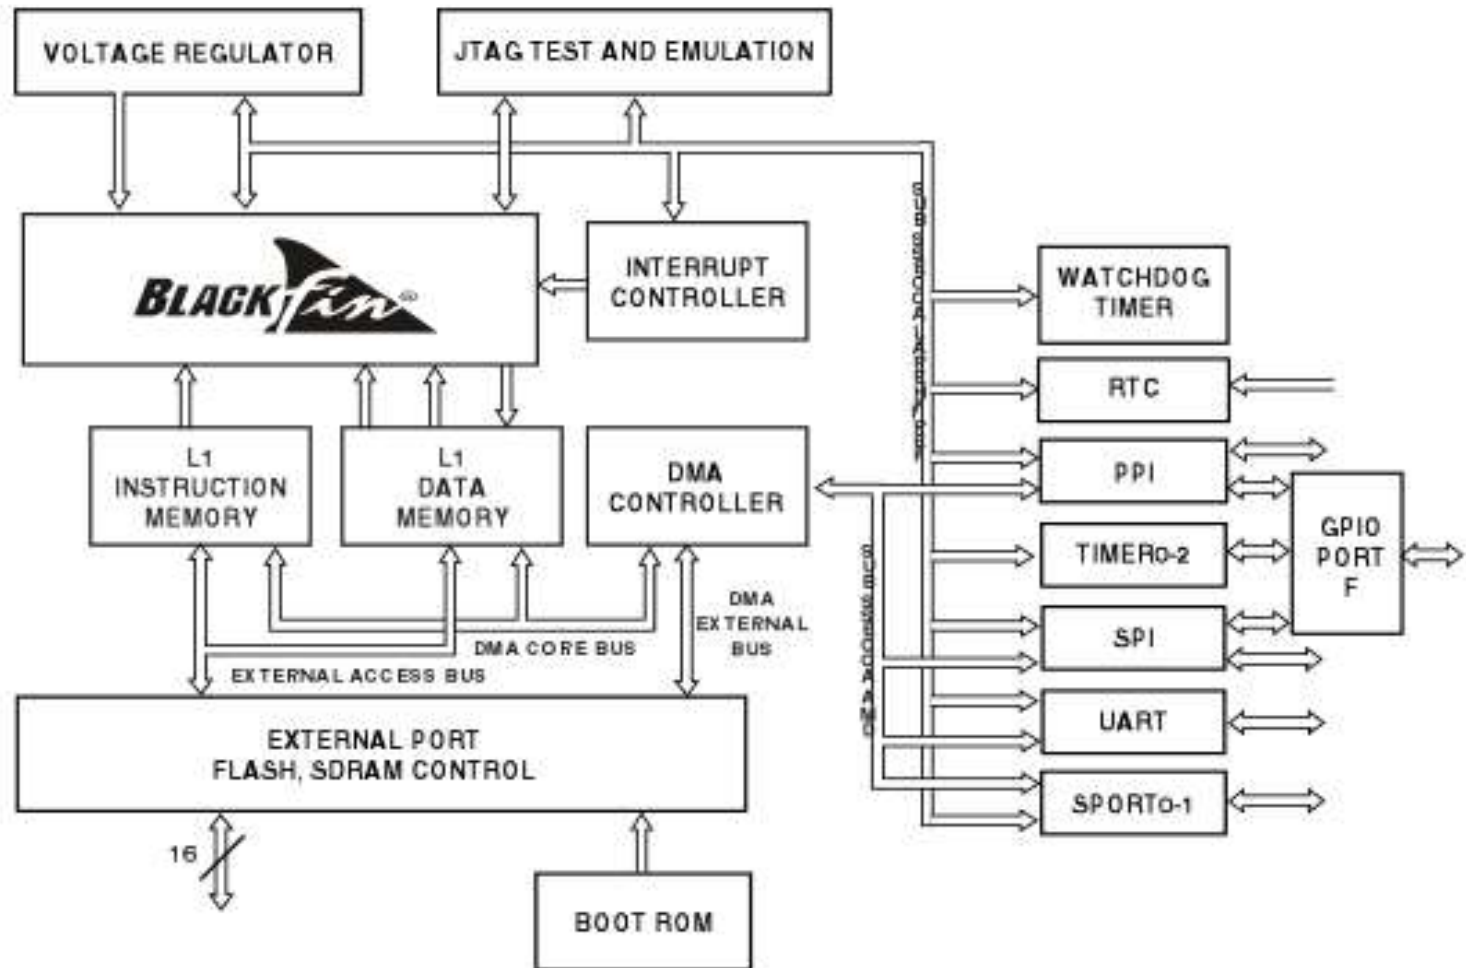 VOLTAGE REGULATOR
JTAG TEST AND EMULATION
BLACKfin®
INTERRUPT
CONTROLLER
WATCHDOG
TIMER
RTC
L1
INSTRUCTION
MEMORY
L1
DATA
MEMORY
DMA
CONTROLLER
PPI
GPIO
PORT
F
TIMER0-2
DMA
EXTERNAL
BUS
DMA CORE BUS
EXTERNAL ACCESS BUS
SPI
EXTERNAL PORT
FLASH, SDRAM CONTROL
UART
SPORT0-1
16
BOOT ROM